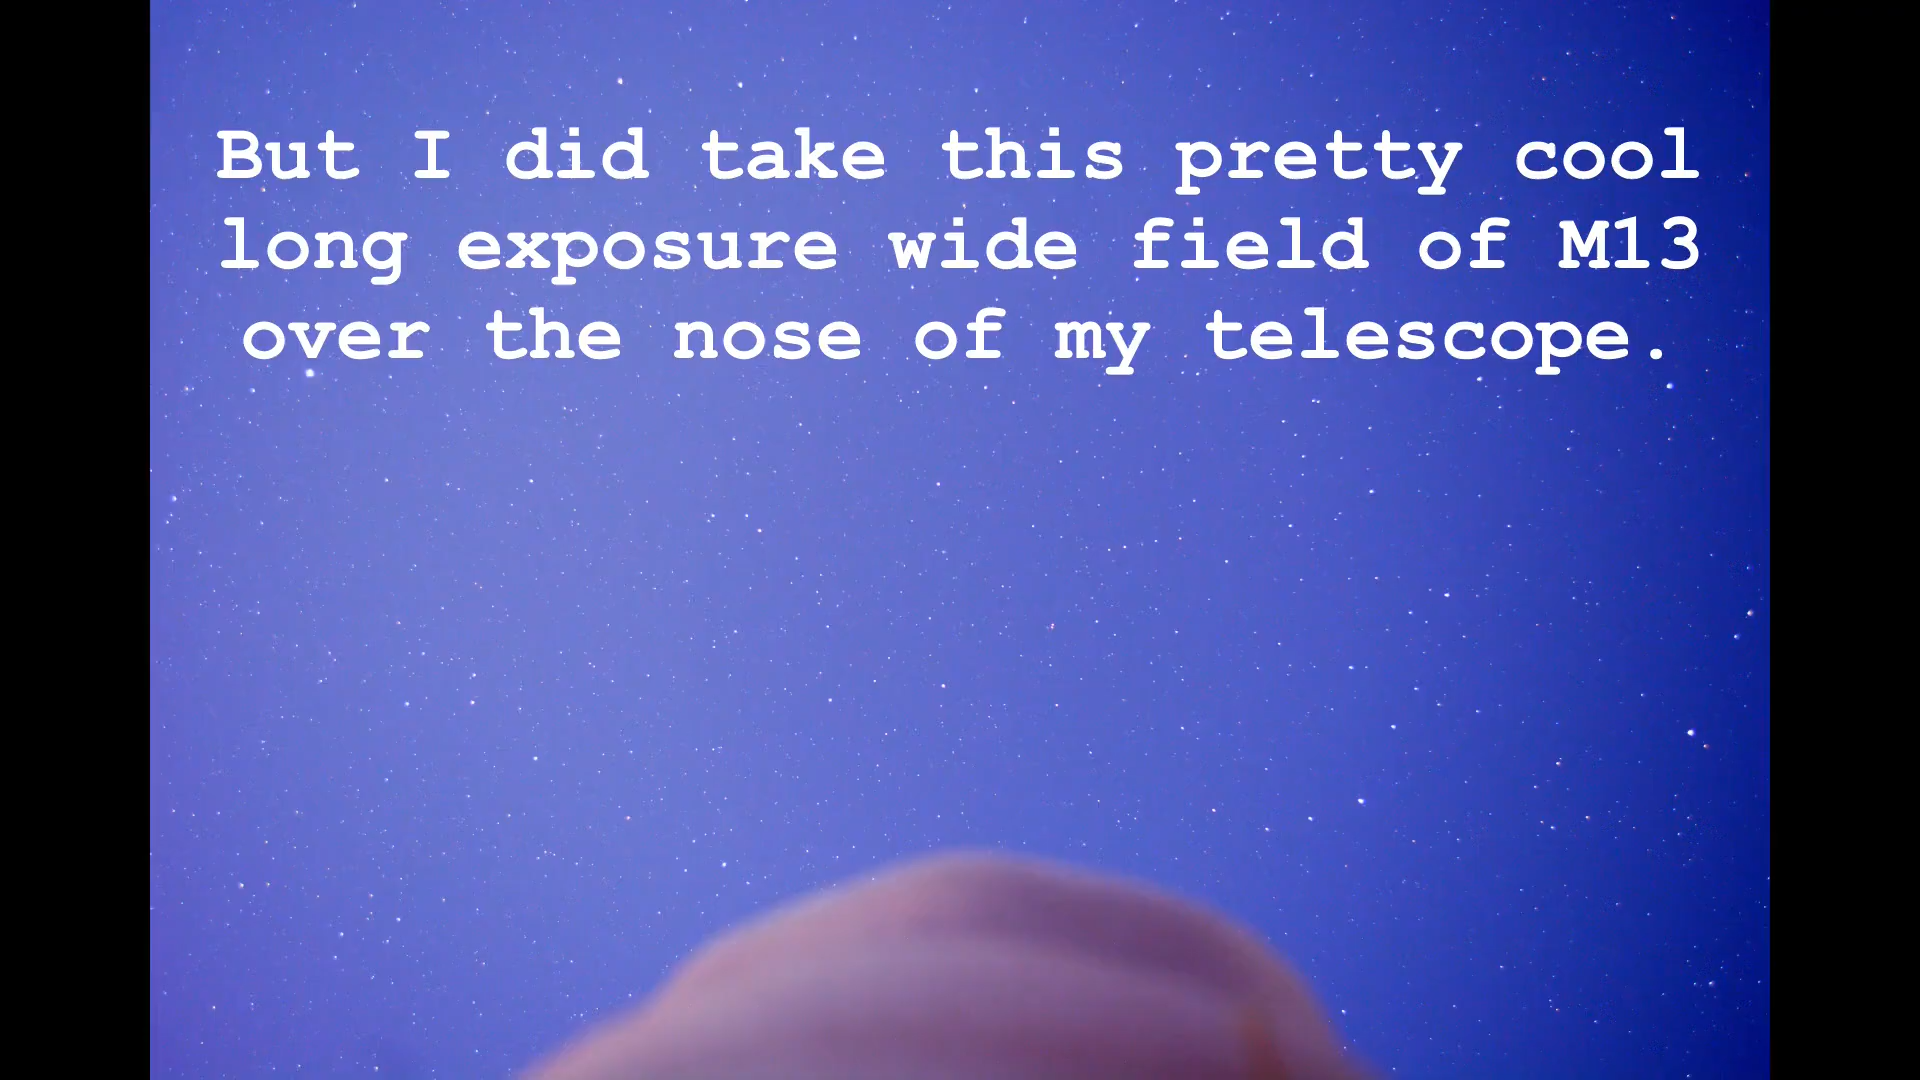 But I did take this pretty cool
long exposure wide field of M13
over the nose of my telescope.